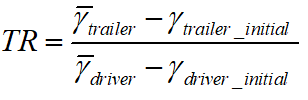 TR = (γ̅_trailer − γ_trailer_initial) / (γ̅_driver − γ_driver_initial)